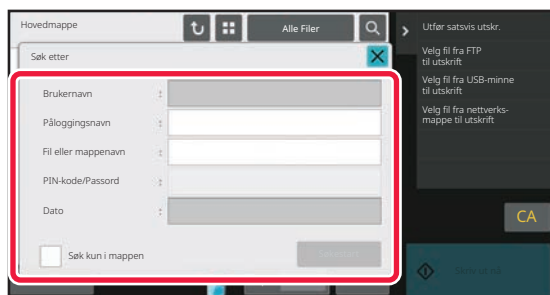 Hovedmappe
Alle Filer
Søk etter
Brukernavn :
Påloggingsnavn :
Fil eller mappenavn :
PIN-kode/Passord :
Dato :
Søk kun i mappen
Utfør satsvis utskr.
Velg fil fra FTP
til utskrift
Velg fil fra USB-minne
til utskrift
Velg fil fra nettverks-
mappe til utskrift
CA